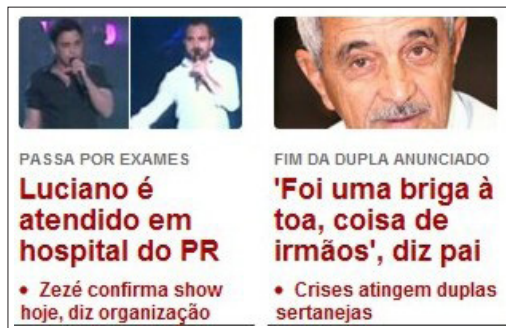 PASSA POR EXAMES
Luciano é
atendido em
hospital do PR
• Zezé confirma show
hoje, diz organização
FIM DA DUPLA ANUNCIADO
'Foi uma briga à
toa, coisa de
irmãos', diz pai
• Crises atingem duplas
sertanejas